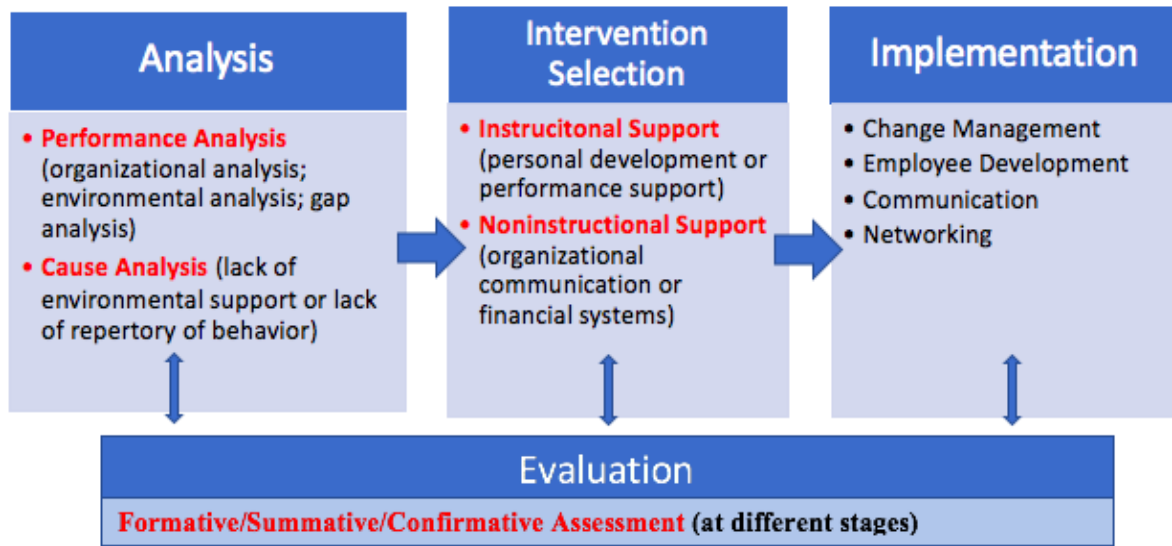 Analysis
• Performance Analysis
(organizational analysis;
environmental analysis; gap
analysis)
• Cause Analysis (lack of
environmental support or lack
of repertory of behavior)
Intervention
Selection
• Instrucitonal Support
(personal development or
performance support)
• Noninstructional Support
(organizational
communication or
financial systems)
Implementation
• Change Management
• Employee Development
• Communication
• Networking
Evaluation
Formative/Summative/Confirmative Assessment (at different stages)